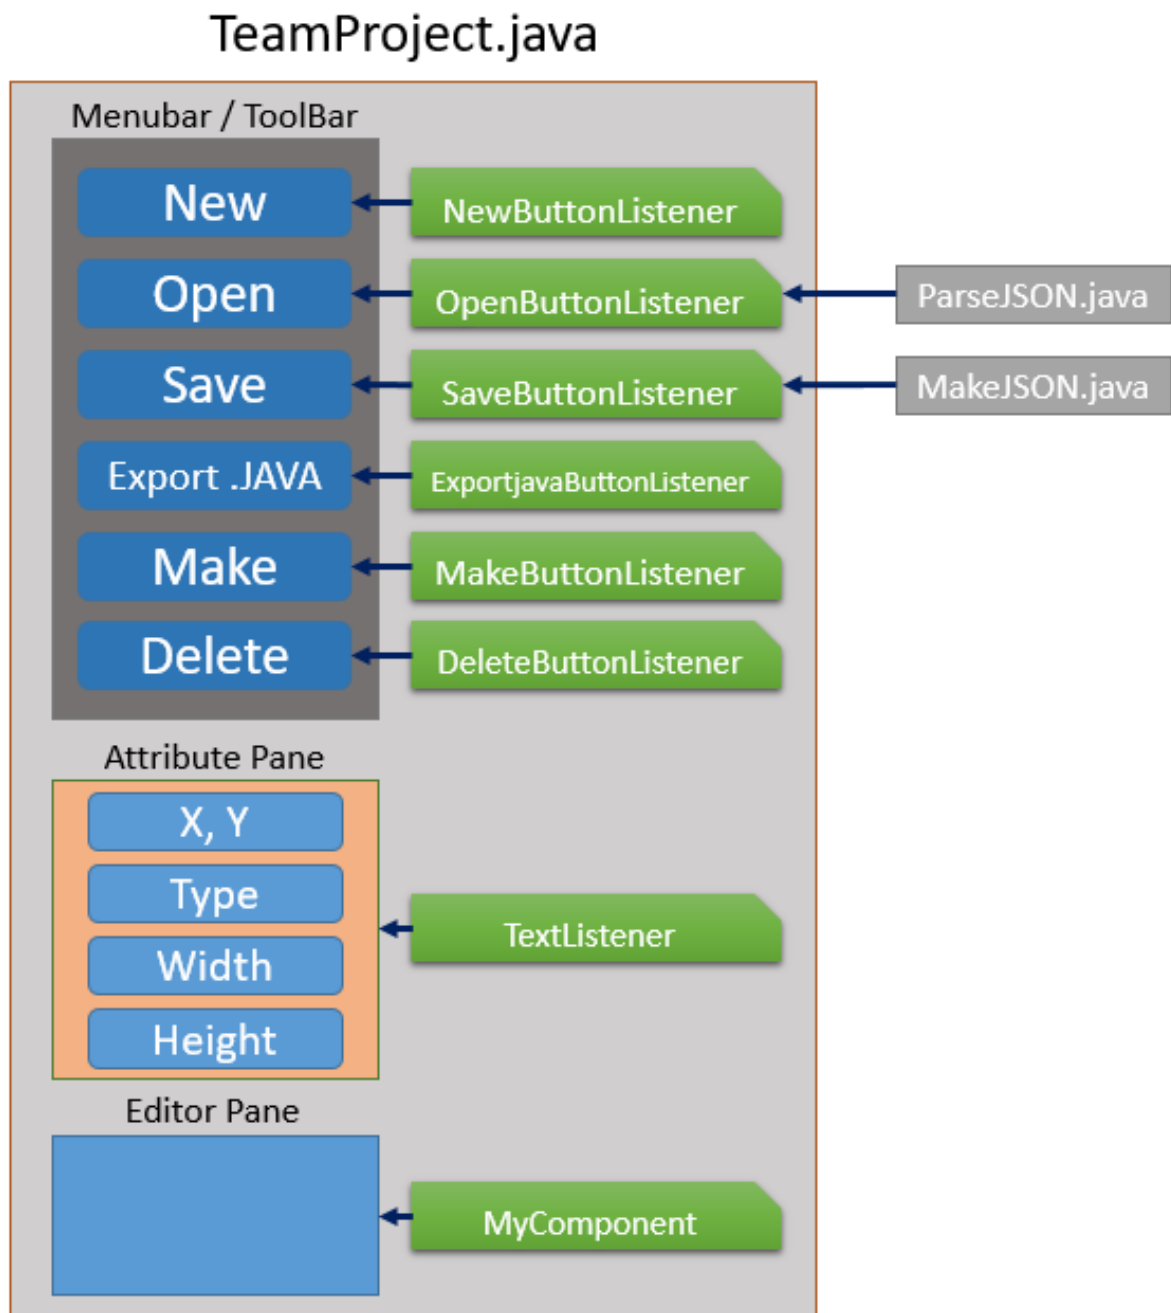 TeamProject.java
Menubar / ToolBar
New
NewButtonListener
Open
OpenButtonListener
ParseJSON.java
Save
SaveButtonListener
MakeJSON.java
Export .JAVA
ExportjavaButtonListener
Make
MakeButtonListener
Delete
DeleteButtonListener
Attribute Pane
X, Y
Type
Width
Height
TextListener
Editor Pane
MyComponent